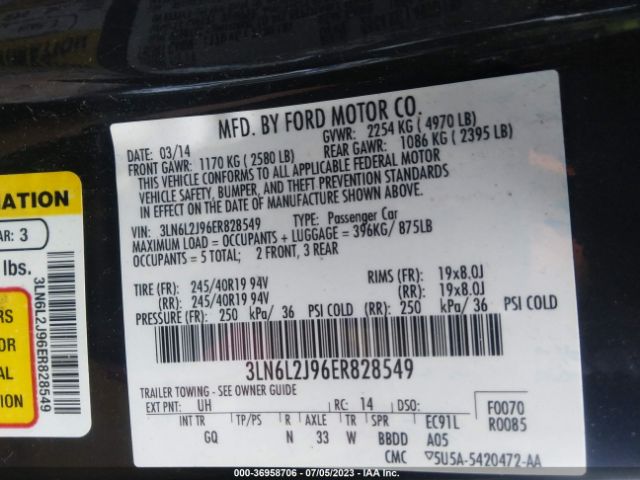 MFD. BY FORD MOTOR CO.
DATE: 03/14 GVWR: 2254 KG ( 4970 LB)
FRONT GAWR: 1170 KG ( 2580 LB) REAR GAWR: 1086 KG ( 2395 LB)
THIS VEHICLE CONFORMS TO ALL APPLICABLE FEDERAL MOTOR
VEHICLE SAFETY, BUMPER, AND THEFT PREVENTION STANDARDS
IN EFFECT ON THE DATE OF MANUFACTURE SHOWN ABOVE.
VIN: 3LN6L2J96ER828549 TYPE: Passenger Car
MAXIMUM LOAD = OCCUPANTS + LUGGAGE = 396KG/ 875LB
OCCUPANTS = 5 TOTAL; 2 FRONT, 3 REAR
TIRE (FR): 245/40R19 94V RIMS (FR): 19x8.0J
(RR): 245/40R19 94V (RR): 19x8.0J
PRESSURE (FR): 250 kPa/ 36 PSI COLD (RR): 250 kPa/ 36 PSI COLD
3LN6L2J96ER828549
TRAILER TOWING - SEE OWNER GUIDE
EXT PNT: UH RC: 14 DSO: F0070
INT TR TP/PS R AXLE TR SPR EC91L R0085
GQ N 33 W BBDD A05
CMC 5U5A-5420472-AA
MATION
AR: 3
lbs.
RS
OR
AL
ION
3LN6L2J96ER828549
000-36958706 - 07/05/2023 - IAA Inc.